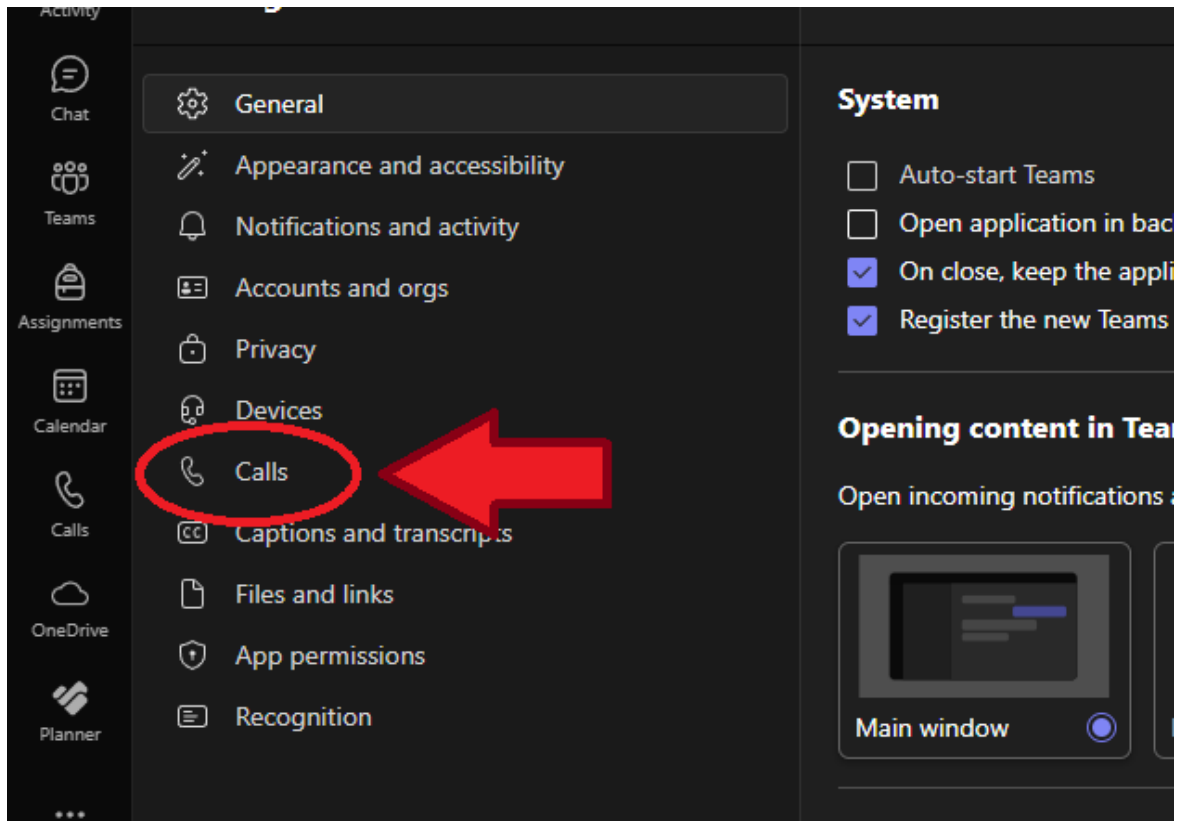 Activity
Chat
Teams
Assignments
Calendar
Calls
OneDrive
Planner
General
Appearance and accessibility
Notifications and activity
Accounts and orgs
Privacy
Devices
Calls
CC
Captions and transcripts
Files and links
App permissions
Recognition
System
Auto-start Teams
Open application in bac
On close, keep the appli
Register the new Teams
Opening content in Tea
Open incoming notifications
Main window